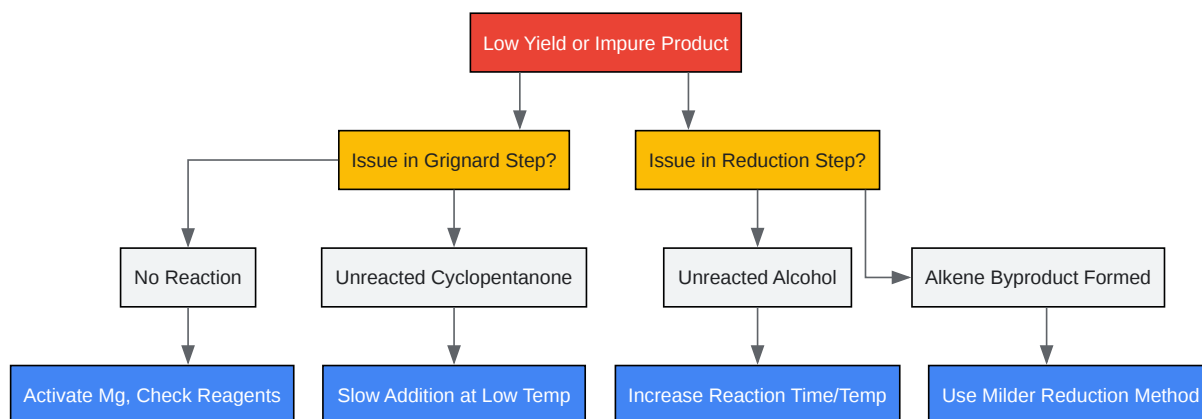 Low Yield or Impure Product
Issue in Grignard Step?
Issue in Reduction Step?
No Reaction
Unreacted Cyclopentanone
Unreacted Alcohol
Alkene Byproduct Formed
Activate Mg, Check Reagents
Slow Addition at Low Temp
Increase Reaction Time/Temp
Use Milder Reduction Method